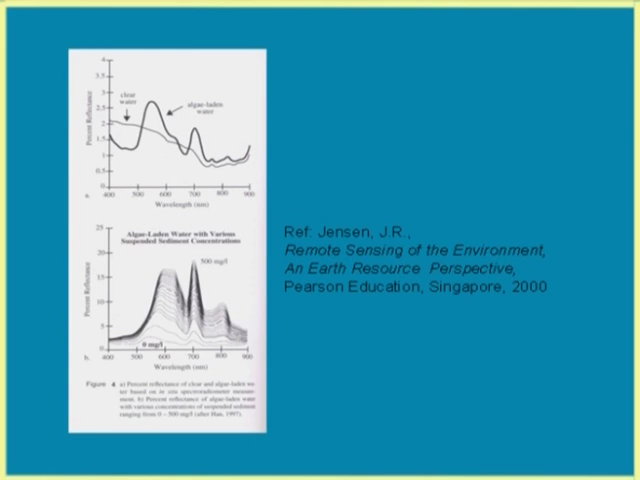 4
3.5
3
2.5
2
1.5
1
0.5
0
Percent Reflectance
clear
water
algae-laden
water
a.
400 500 600 700 800 900
Wavelength (nm)
Algae-Laden Water with Various
Suspended Sediment Concentrations
25
20
15
10
5
0
Percent Reflectance
500 mg/l
0 mg/l
b.
400 500 600 700 800 900
Wavelength (nm)
Figure 4 a) Percent reflectance of clear and algae-laden wa-
ter based on in situ spectroradiometer measure-
ment. b) Percent reflectance of algae-laden water
with various concentrations of suspended sediment
ranging from 0 – 500 mg/l (after Han, 1997).
Ref: Jensen, J.R.,
Remote Sensing of the Environment,
An Earth Resource Perspective,
Pearson Education, Singapore, 2000